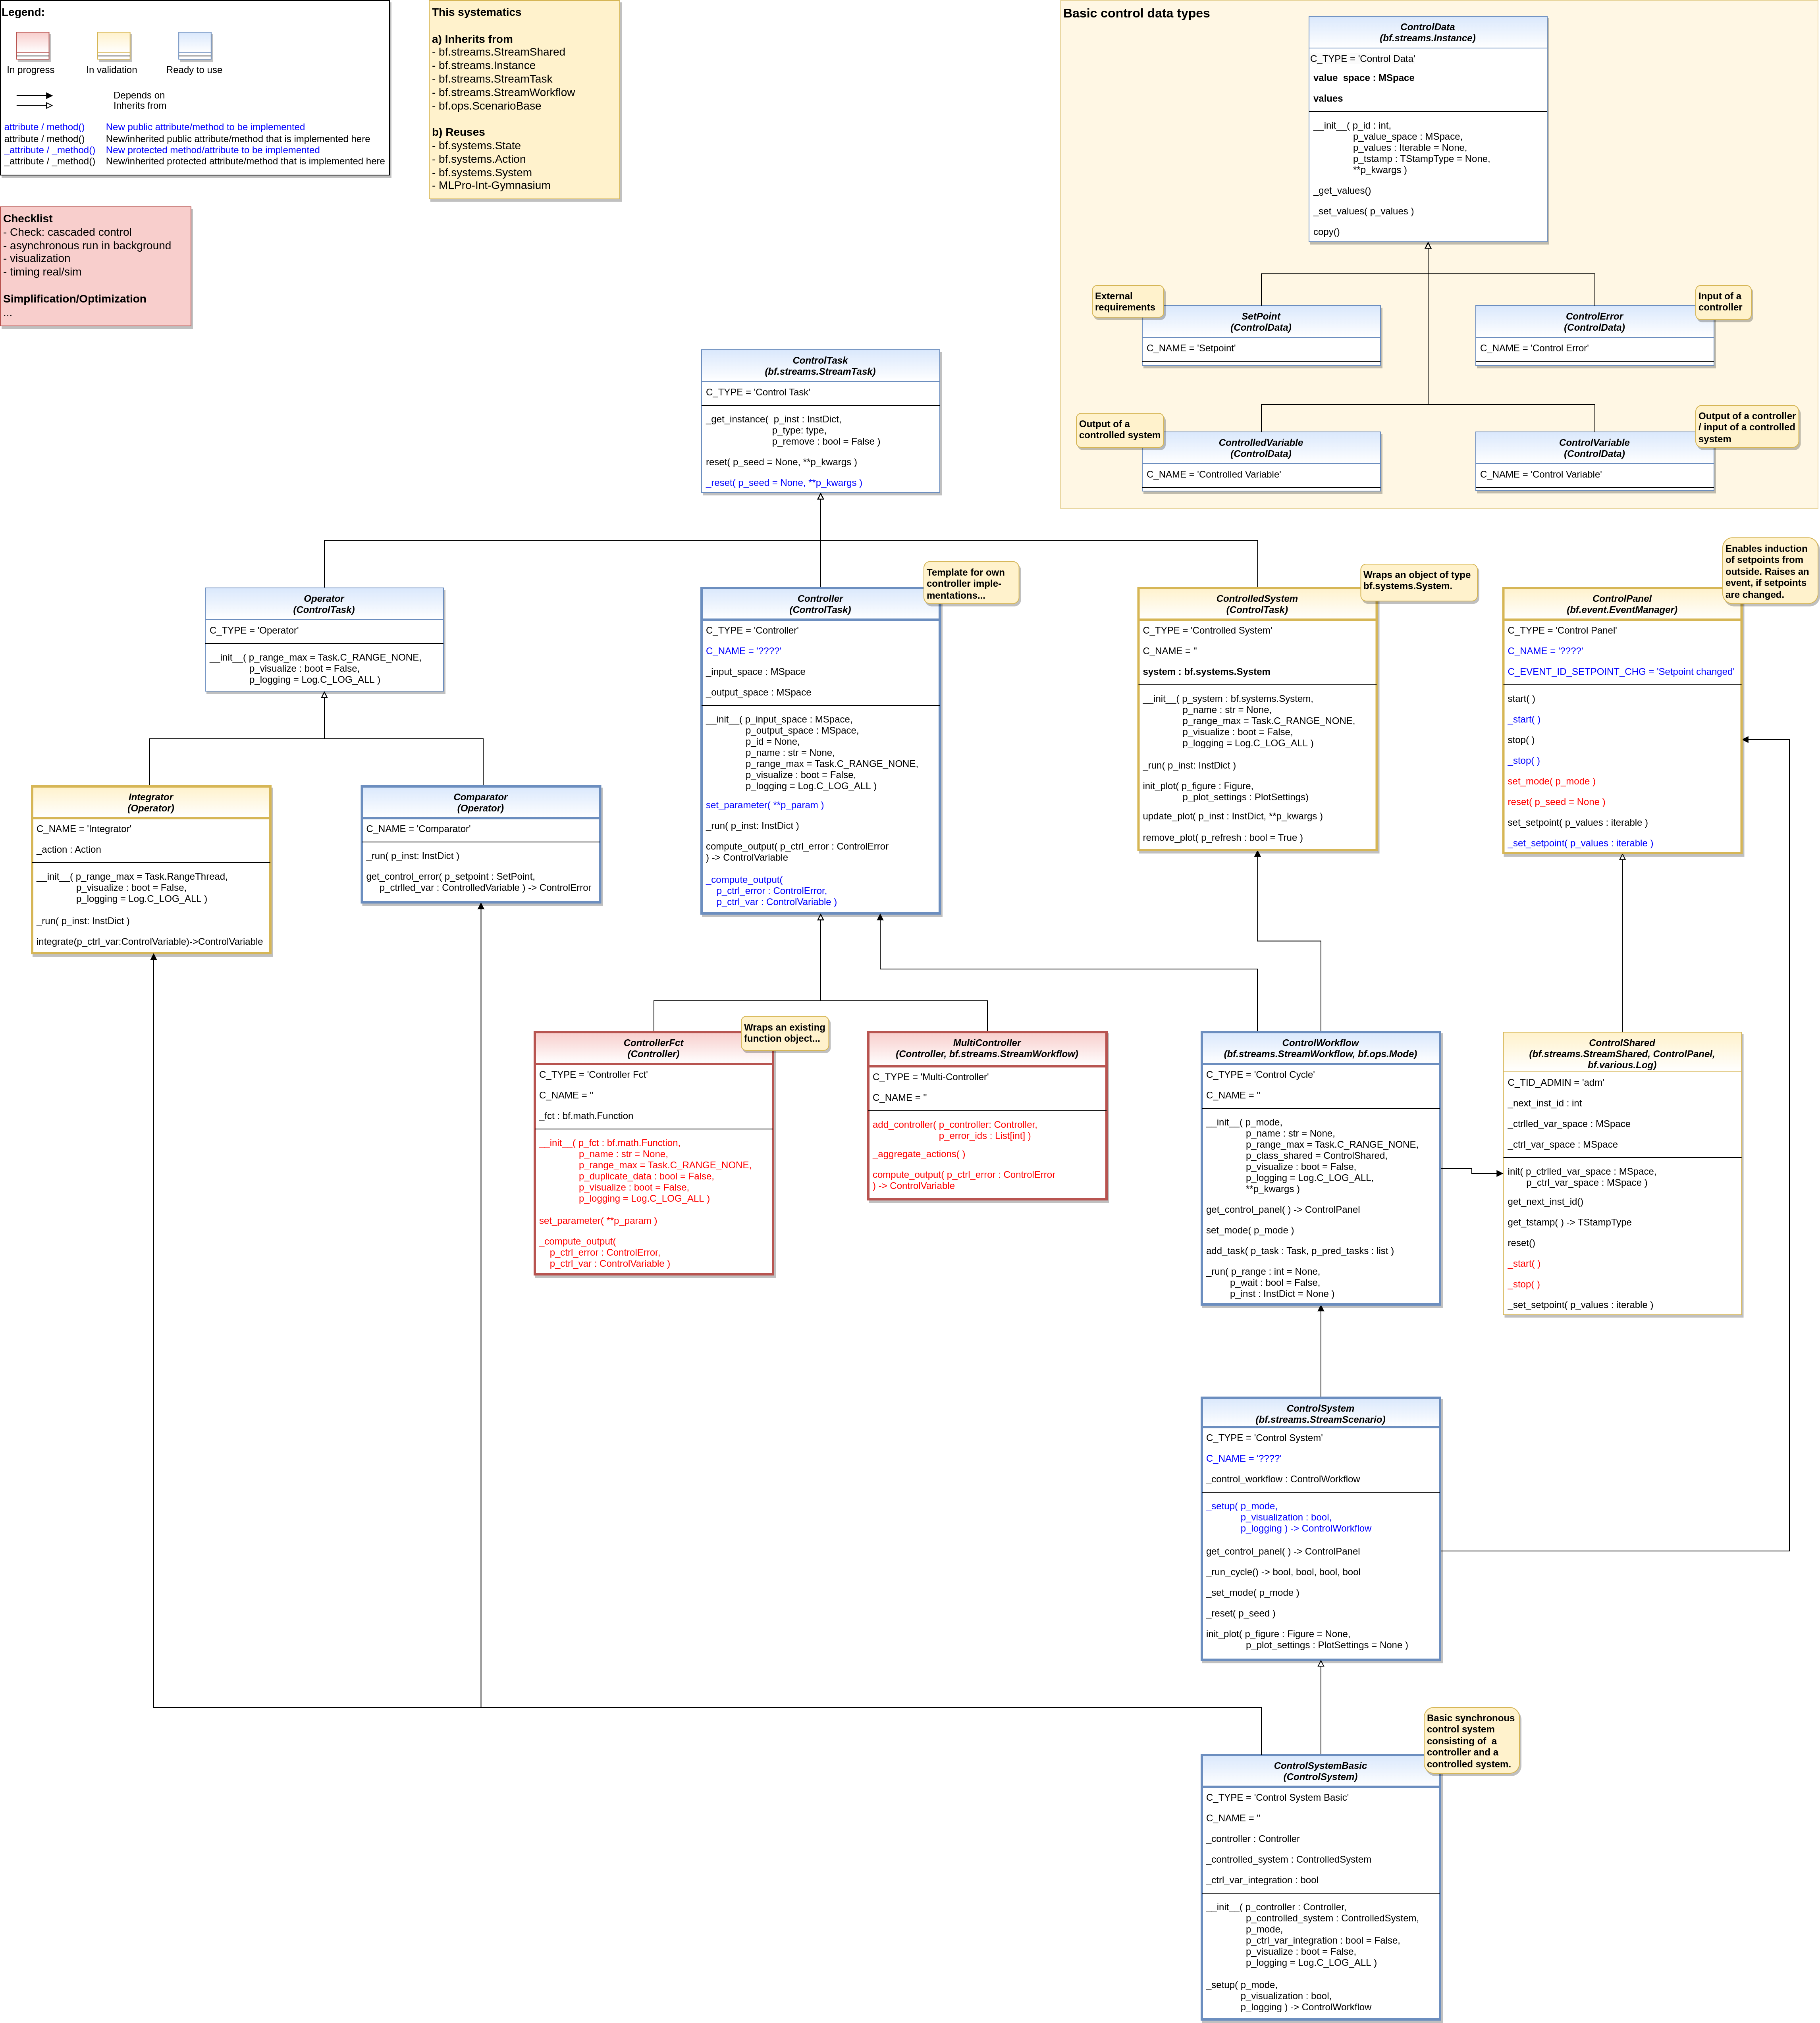 Legend:
In progress
In validation
Ready to use
Depends on
Inherits from
attribute / method() New public attribute/method to be implemented
attribute / method() New/inherited public attribute/method that is implemented here
_attribute / _method() New protected method/attribute to be implemented
_attribute / _method() New/inherited protected attribute/method that is implemented here
This systematics
a) Inherits from
- bf.streams.StreamShared
- bf.streams.Instance
- bf.streams.StreamTask
- bf.streams.StreamWorkflow
- bf.ops.ScenarioBase
b) Reuses
- bf.systems.State
- bf.systems.Action
- bf.systems.System
- MLPro-Int-Gymnasium
Checklist
- Check: cascaded control
- asynchronous run in background
- visualization
- timing real/sim
Simplification/Optimization
...
Basic control data types
ControlData
(bf.streams.Instance)
C_TYPE = 'Control Data'
value_space : MSpace
values
__init__( p_id : int,
p_value_space : MSpace,
p_values : Iterable = None,
p_tstamp : TStampType = None,
**p_kwargs )
_get_values()
_set_values( p_values )
copy()
External
requirements
SetPoint
(ControlData)
C_NAME = 'Setpoint'
Input of a
controller
ControlError
(ControlData)
C_NAME = 'Control Error'
Output of a
controlled system
ControlledVariable
(ControlData)
C_NAME = 'Controlled Variable'
Output of a controller
/ input of a controlled
system
ControlVariable
(ControlData)
C_NAME = 'Control Variable'
ControlTask
(bf.streams.StreamTask)
C_TYPE = 'Control Task'
_get_instance( p_inst : InstDict,
p_type: type,
p_remove : bool = False )
reset( p_seed = None, **p_kwargs )
_reset( p_seed = None, **p_kwargs )
Operator
(ControlTask)
C_TYPE = 'Operator'
__init__( p_range_max = Task.C_RANGE_NONE,
p_visualize : boot = False,
p_logging = Log.C_LOG_ALL )
Template for own
controller imple-
mentations...
Controller
(ControlTask)
C_TYPE = 'Controller'
C_NAME = '????'
_input_space : MSpace
_output_space : MSpace
__init__( p_input_space : MSpace,
p_output_space : MSpace,
p_id = None,
p_name : str = None,
p_range_max = Task.C_RANGE_NONE,
p_visualize : boot = False,
p_logging = Log.C_LOG_ALL )
set_parameter( **p_param )
_run( p_inst: InstDict )
compute_output( p_ctrl_error : ControlError
) -> ControlVariable
_compute_output(
p_ctrl_error : ControlError,
p_ctrl_var : ControlVariable )
Wraps an object of type
bf.systems.System.
ControlledSystem
(ControlTask)
C_TYPE = 'Controlled System'
C_NAME = ''
system : bf.systems.System
__init__( p_system : bf.systems.System,
p_name : str = None,
p_range_max = Task.C_RANGE_NONE,
p_visualize : boot = False,
p_logging = Log.C_LOG_ALL )
_run( p_inst: InstDict )
init_plot( p_figure : Figure,
p_plot_settings : PlotSettings)
update_plot( p_inst : InstDict, **p_kwargs )
remove_plot( p_refresh : bool = True )
Enables induction
of setpoints from
outside. Raises an
event, if setpoints
are changed.
ControlPanel
(bf.event.EventManager)
C_TYPE = 'Control Panel'
C_NAME = '????'
C_EVENT_ID_SETPOINT_CHG = 'Setpoint changed'
start( )
_start( )
stop( )
_stop( )
set_mode( p_mode )
reset( p_seed = None )
set_setpoint( p_values : iterable )
_set_setpoint( p_values : iterable )
Integrator
(Operator)
C_NAME = 'Integrator'
_action : Action
__init__( p_range_max = Task.RangeThread,
p_visualize : boot = False,
p_logging = Log.C_LOG_ALL )
_run( p_inst: InstDict )
integrate(p_ctrl_var:ControlVariable)->ControlVariable
Comparator
(Operator)
C_NAME = 'Comparator'
_run( p_inst: InstDict )
get_control_error( p_setpoint : SetPoint,
p_ctrlled_var : ControlledVariable ) -> ControlError
Wraps an existing
function object...
ControllerFct
(Controller)
C_TYPE = 'Controller Fct'
C_NAME = ''
_fct : bf.math.Function
__init__( p_fct : bf.math.Function,
p_name : str = None,
p_range_max = Task.C_RANGE_NONE,
p_duplicate_data : bool = False,
p_visualize : boot = False,
p_logging = Log.C_LOG_ALL )
set_parameter( **p_param )
_compute_output(
p_ctrl_error : ControlError,
p_ctrl_var : ControlVariable )
MultiController
(Controller, bf.streams.StreamWorkflow)
C_TYPE = 'Multi-Controller'
C_NAME = ''
add_controller( p_controller: Controller,
p_error_ids : List[int] )
_aggregate_actions( )
compute_output( p_ctrl_error : ControlError
) -> ControlVariable
ControlWorkflow
(bf.streams.StreamWorkflow, bf.ops.Mode)
C_TYPE = 'Control Cycle'
C_NAME = ''
__init__( p_mode,
p_name : str = None,
p_range_max = Task.C_RANGE_NONE,
p_class_shared = ControlShared,
p_visualize : boot = False,
p_logging = Log.C_LOG_ALL,
**p_kwargs )
get_control_panel( ) -> ControlPanel
set_mode( p_mode )
add_task( p_task : Task, p_pred_tasks : list )
_run( p_range : int = None,
p_wait : bool = False,
p_inst : InstDict = None )
ControlShared
(bf.streams.StreamShared, ControlPanel,
bf.various.Log)
C_TID_ADMIN = 'adm'
_next_inst_id : int
_ctrlled_var_space : MSpace
_ctrl_var_space : MSpace
init( p_ctrlled_var_space : MSpace,
p_ctrl_var_space : MSpace )
get_next_inst_id()
get_tstamp( ) -> TStampType
reset()
_start( )
_stop( )
_set_setpoint( p_values : iterable )
ControlSystem
(bf.streams.StreamScenario)
C_TYPE = 'Control System'
C_NAME = '????'
_control_workflow : ControlWorkflow
_setup( p_mode,
p_visualization : bool,
p_logging ) -> ControlWorkflow
get_control_panel( ) -> ControlPanel
_run_cycle() -> bool, bool, bool, bool
_set_mode( p_mode )
_reset( p_seed )
init_plot( p_figure : Figure = None,
p_plot_settings : PlotSettings = None )
Basic synchronous
control system
consisting of a
controller and a
controlled system.
ControlSystemBasic
(ControlSystem)
C_TYPE = 'Control System Basic'
C_NAME = ''
_controller : Controller
_controlled_system : ControlledSystem
_ctrl_var_integration : bool
__init__( p_controller : Controller,
p_controlled_system : ControlledSystem,
p_mode,
p_ctrl_var_integration : bool = False,
p_visualize : boot = False,
p_logging = Log.C_LOG_ALL )
_setup( p_mode,
p_visualization : bool,
p_logging ) -> ControlWorkflow